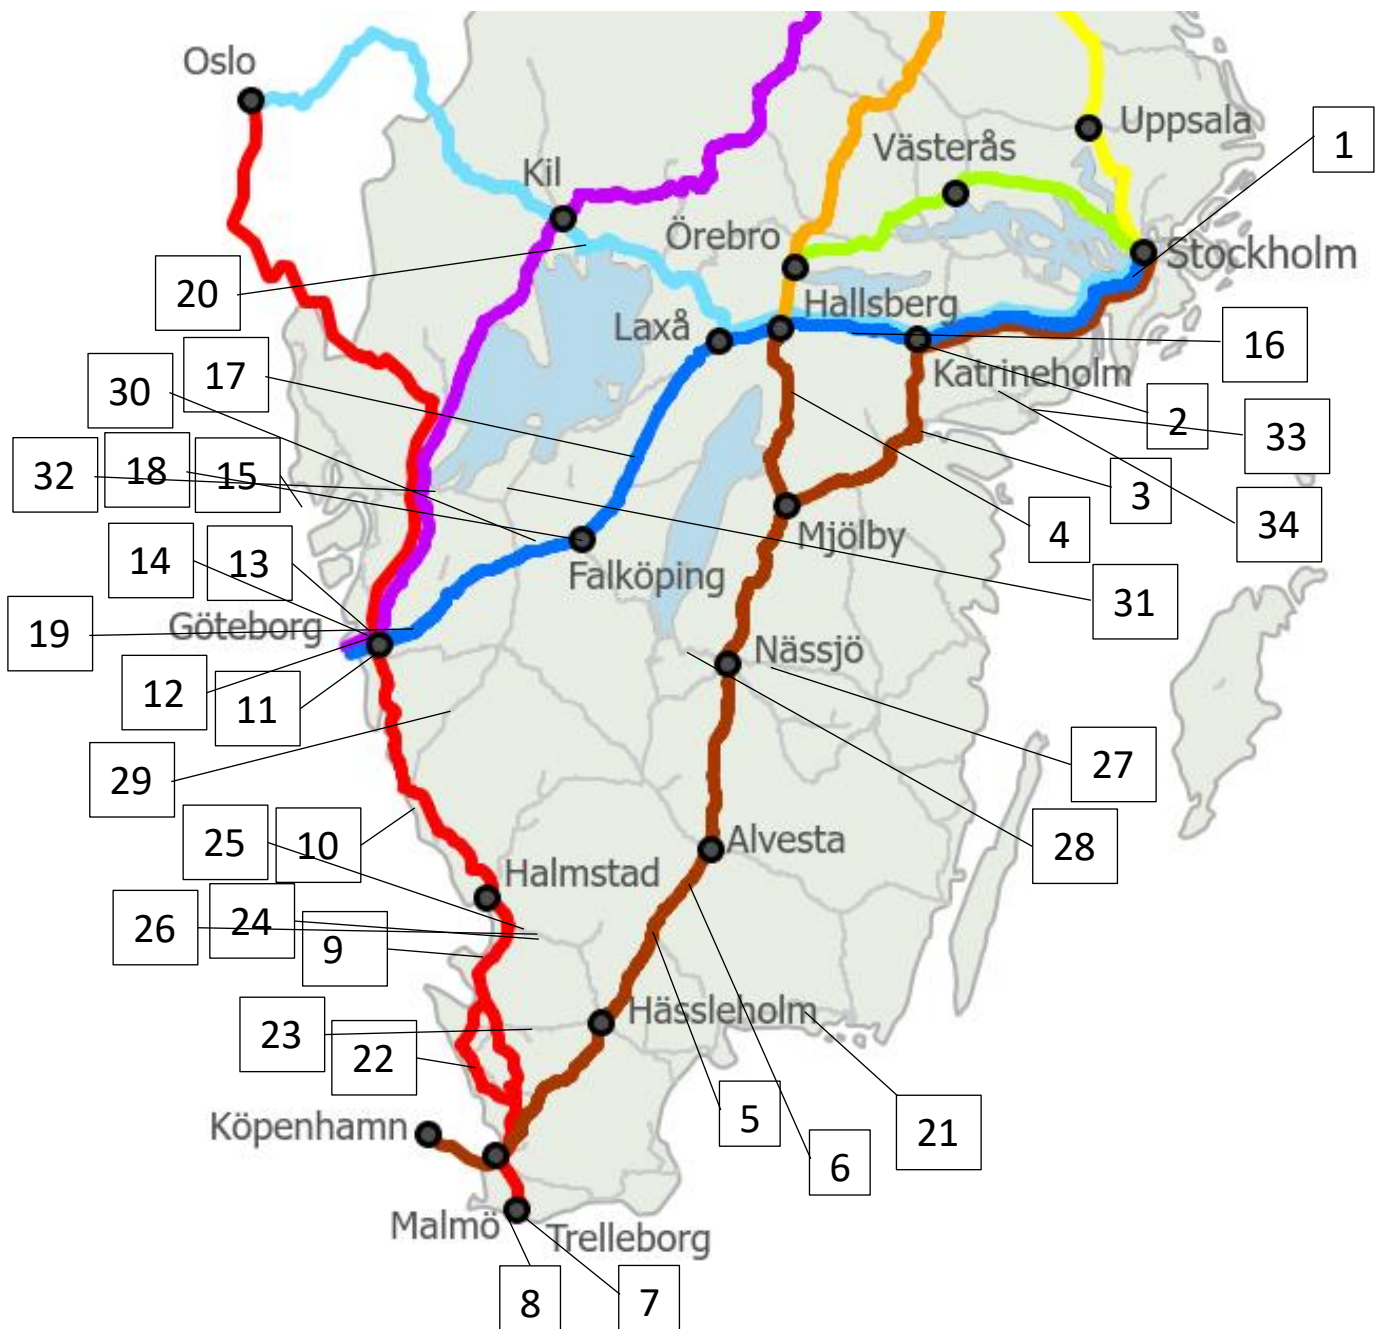 Oslo
Uppsala
1
Västerås
Kil
Örebro
Stockholm
20
Hallsberg
Laxå
16
17
30
Katrineholm
2
33
32
18
15
3
34
4
Mjölby
14
13
Falköping
31
19
Göteborg
Nässjö
12
11
29
27
25
10
Alvesta
28
Halmstad
26
24
9
Hässleholm
23
22
5
21
Köpenhamn
6
Malmö
Trelleborg
8
7